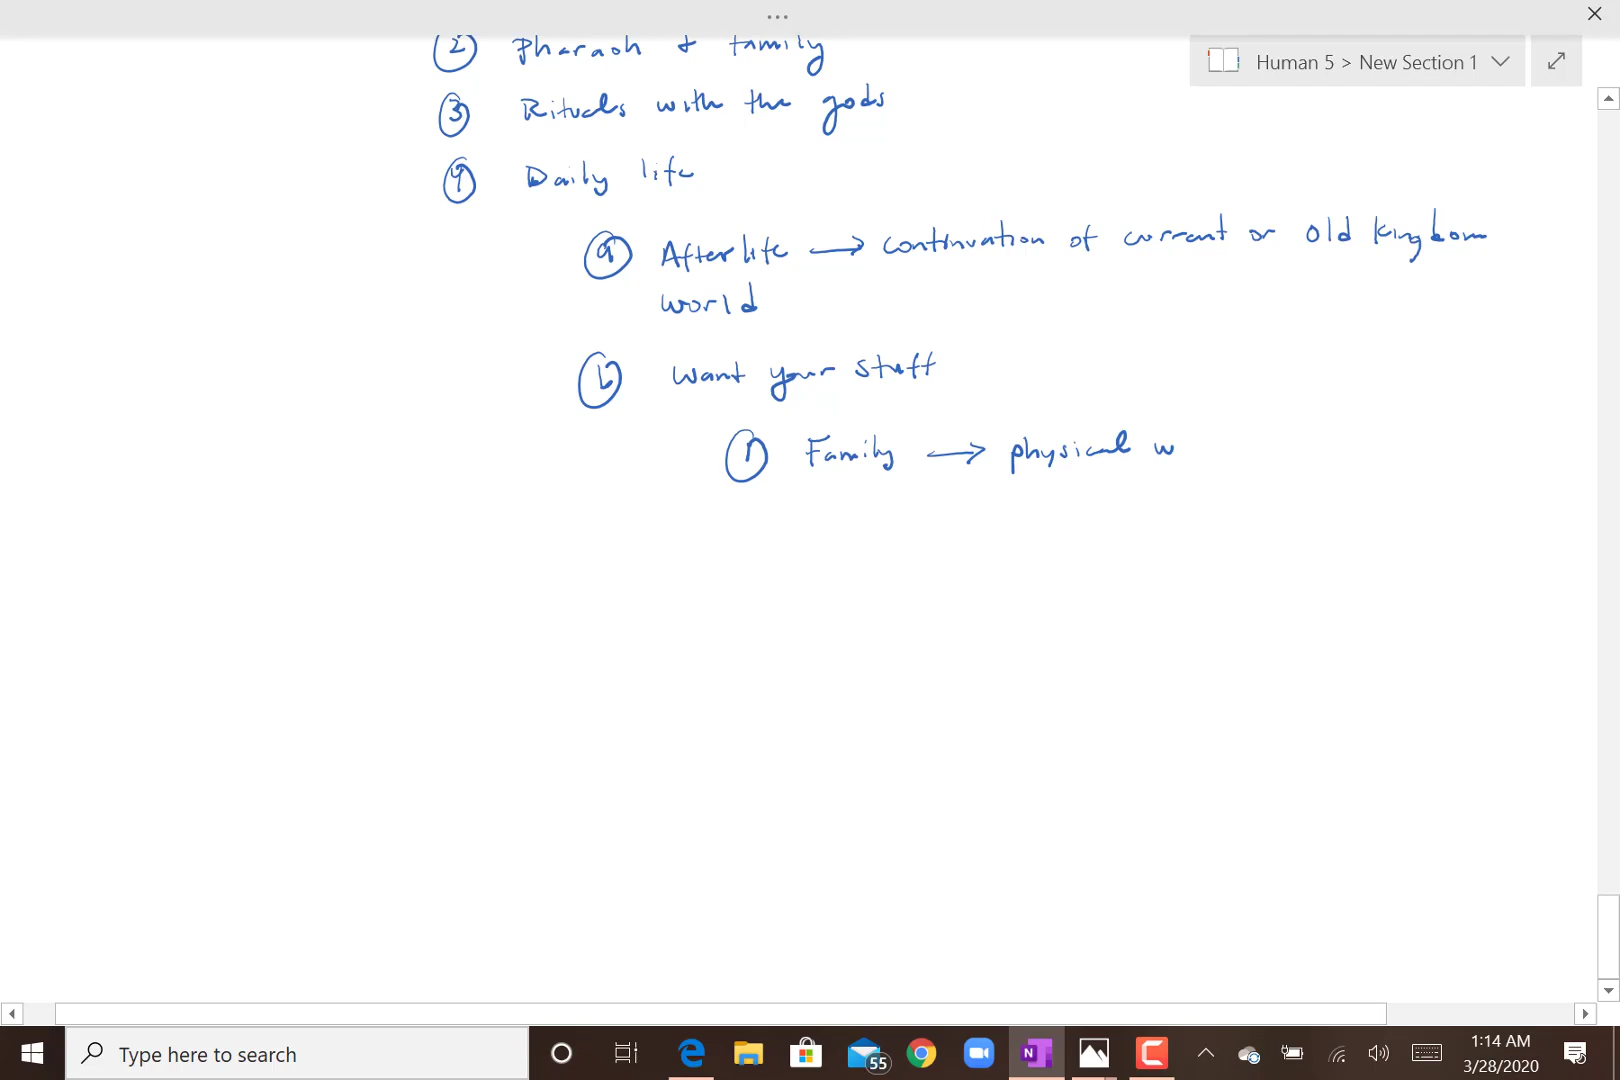 ...
Human 5 > New Section 1
② Pharaoh + family
③ Rituals with the gods
④ Daily life
ⓐ Afterlife → continuation of current or old kingdom
world
ⓑ Want your stuff
① Family → physical w
Type here to search
55
N
1:14 AM
3/28/2020